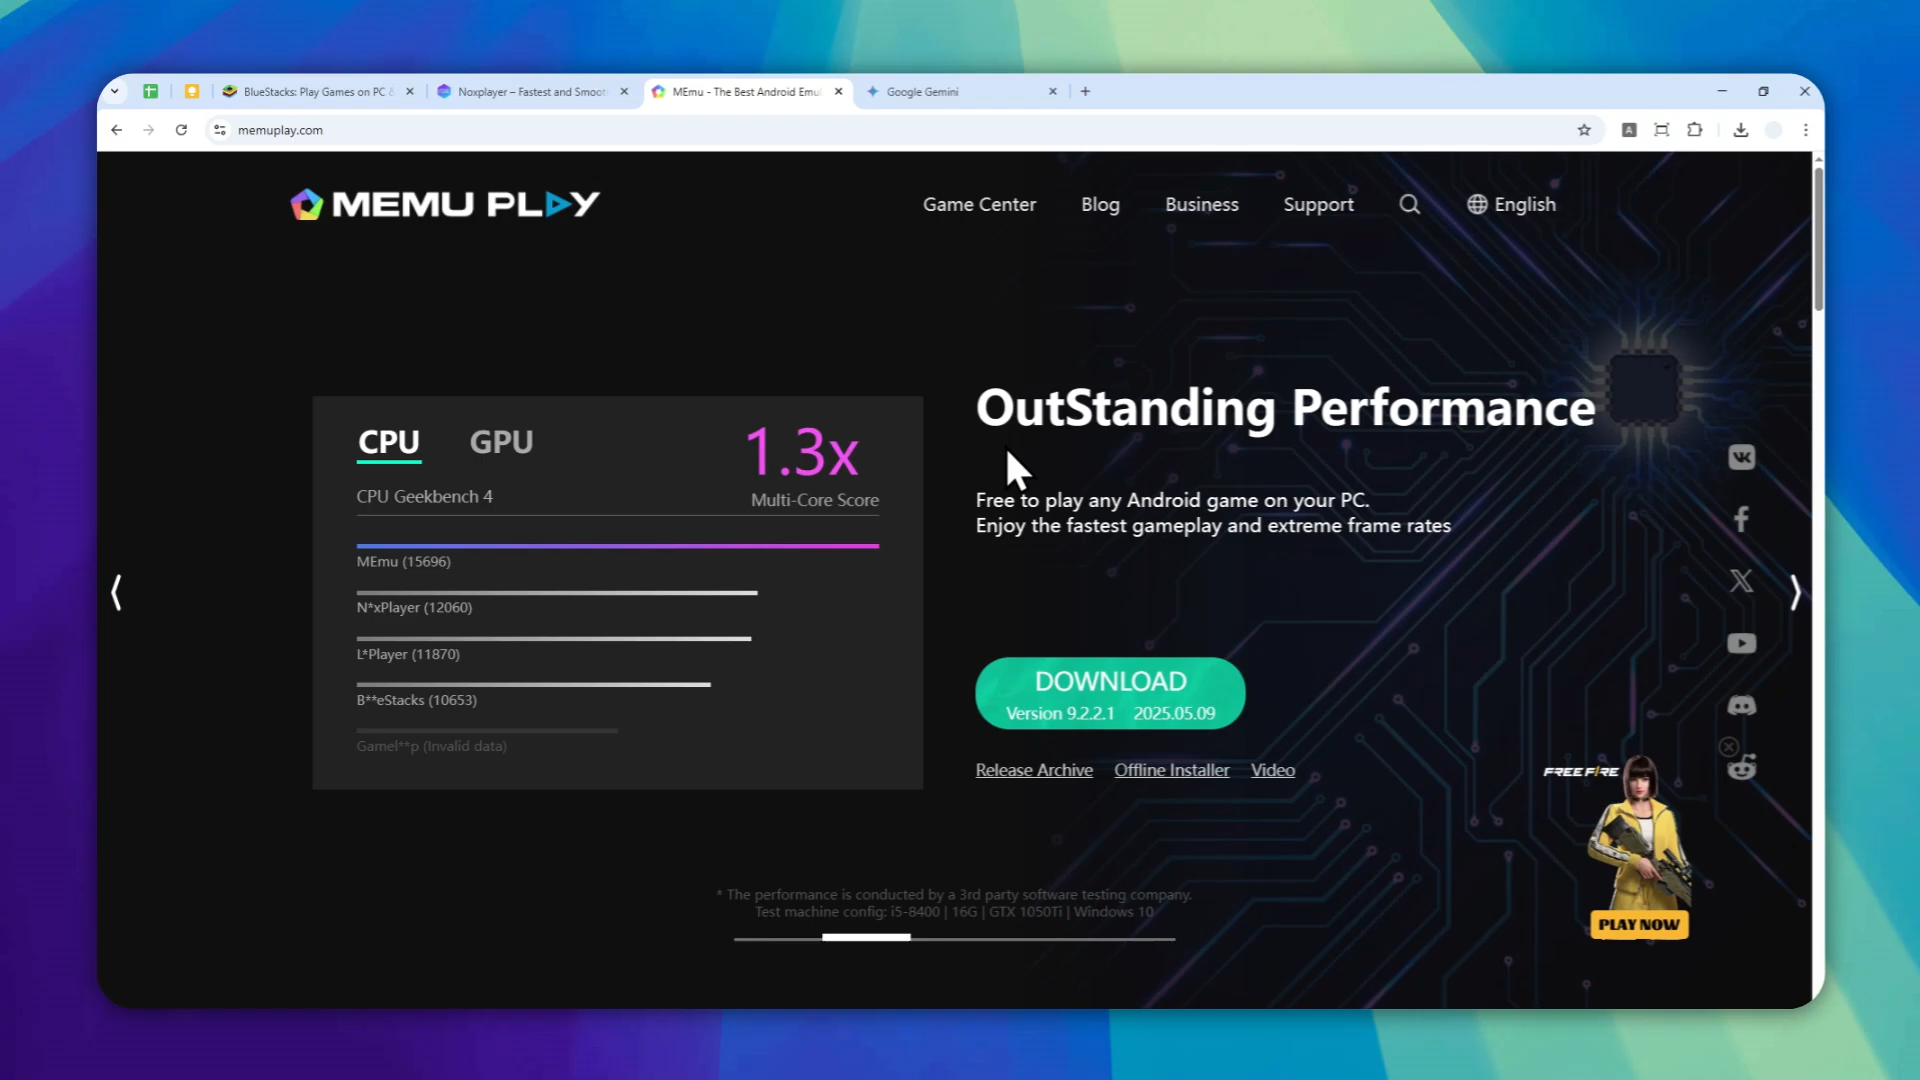 BlueStacks: Play Games on PC &
Noxplayer – Fastest and Smoot
MEmu - The Best Android Emu
Google Gemini
memuplay.com
A
MEMU PLAY
Game Center
Blog
Business
Support
English
CPU
GPU
1.3x
CPU Geekbench 4
Multi-Core Score
MEmu (15696)
N*xPlayer (12060)
L*Player (11870)
B**eStacks (10653)
Gamel**p (Invalid data)
OutStanding Performance
Free to play any Android game on your PC.
Enjoy the fastest gameplay and extreme frame rates
DOWNLOAD
Version 9.2.2.1 2025.05.09
Release Archive
Offline Installer
Video
FREE FIRE
PLAY NOW
* The performance is conducted by a 3rd party software testing company.
Test machine config: i5-8400 | 16G | GTX 1050Ti | Windows 10